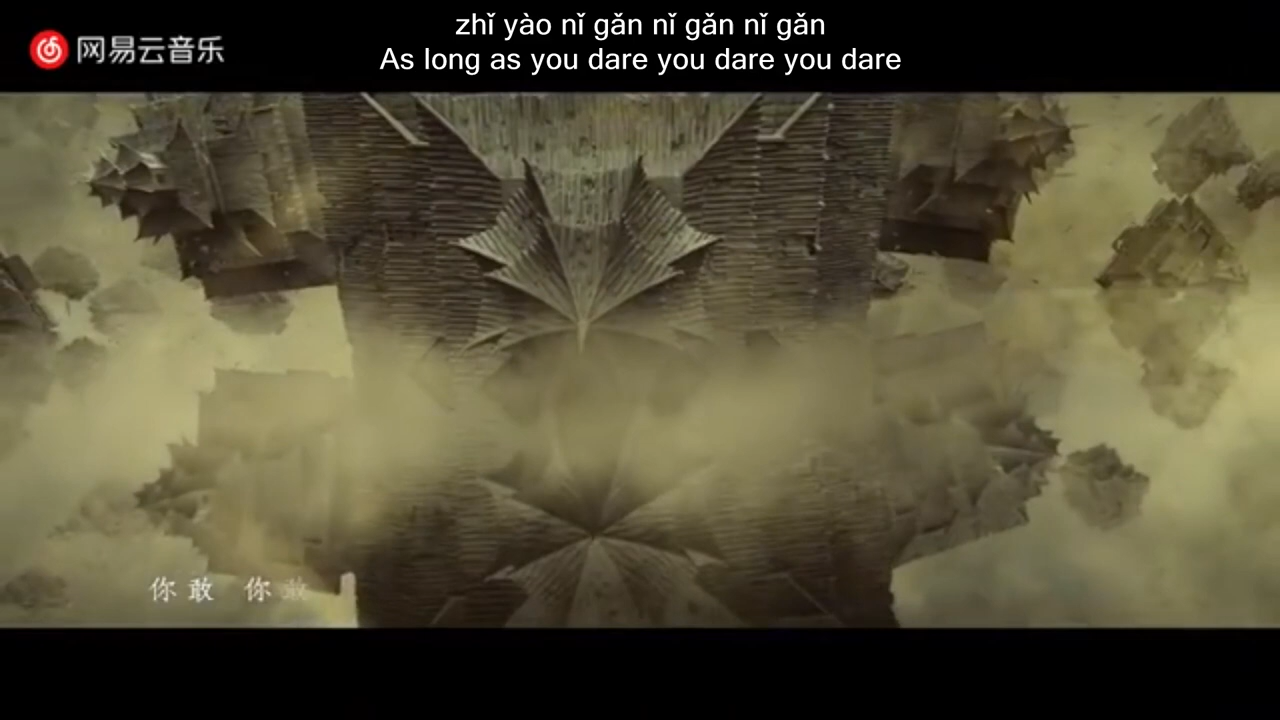 zhǐ yào nǐ gǎn nǐ gǎn nǐ gǎn
As long as you dare you dare you dare
网易云音乐
你敢 你敢